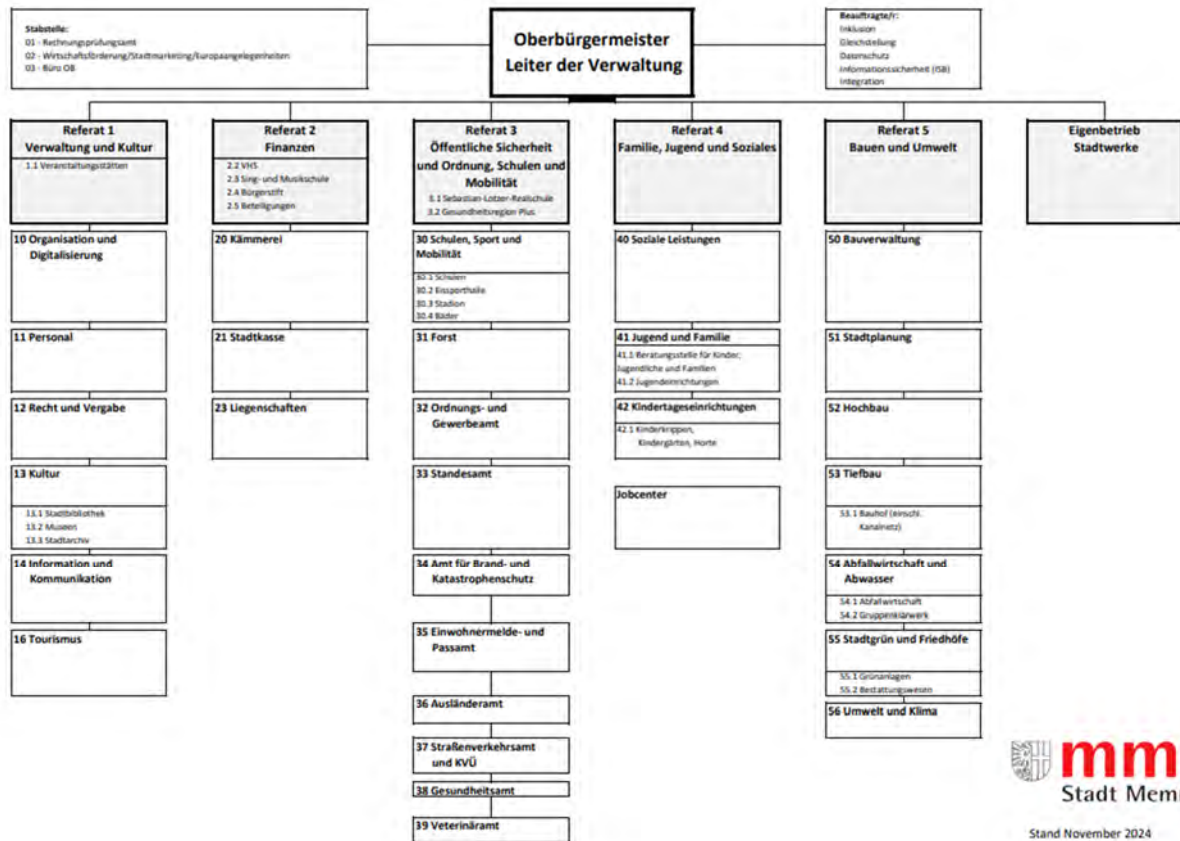 Stabstelle:
01 - Rechnungsprüfungsamt
02 - Wirtschaftsförderung/Stadtmarketing/Europaangelegenheiten
03 - Büro OB
Oberbürgermeister
Leiter der Verwaltung
Beauftragte/r:
Inklusion
Gleichstellung
Datenschutz
Informationssicherheit (ISB)
Integration
Referat 1
Verwaltung und Kultur
1.1 Veranstaltungsstätten
10 Organisation und
Digitalisierung
11 Personal
12 Recht und Vergabe
13 Kultur
13.1 Stadtbibliothek
13.2 Museen
13.3 Stadtarchiv
14 Information und
Kommunikation
16 Tourismus
Referat 2
Finanzen
2.2 VHS
2.3 Sing- und Musikschule
2.4 Bürgerstift
2.5 Beteiligungen
20 Kämmerei
21 Stadtkasse
23 Liegenschaften
Referat 3
Öffentliche Sicherheit
und Ordnung, Schulen und
Mobilität
3.1 Sebastian-Lotzer-Realschule
3.2 Gesundheitsregion Plus
30 Schulen, Sport und
Mobilität
30.1 Schulen
30.2 Eissporthalle
30.3 Stadion
30.4 Bäder
31 Forst
32 Ordnungs- und
Gewerbeamt
33 Standesamt
34 Amt für Brand- und
Katastrophenschutz
35 Einwohnermelde- und
Passamt
36 Ausländeramt
37 Straßenverkehrsamt
und KVÜ
38 Gesundheitsamt
39 Veterinäramt
Referat 4
Familie, Jugend und Soziales
40 Soziale Leistungen
41 Jugend und Familie
41.1 Beratungsstelle für Kinder,
Jugendliche und Familien
41.2 Jugendeinrichtungen
42 Kindertageseinrichtungen
42.1 Kinderkrippen,
Kindergärten, Horte
Jobcenter
Referat 5
Bauen und Umwelt
50 Bauverwaltung
51 Stadtplanung
52 Hochbau
53 Tiefbau
53.1 Bauhof (einschl.
Kanalnetz)
54 Abfallwirtschaft und
Abwasser
54.1 Abfallwirtschaft
54.2 Gruppenklärwerk
55 Stadtgrün und Friedhöfe
55.1 Grünanlagen
55.2 Bestattungswesen
56 Umwelt und Klima
Eigenbetrieb
Stadtwerke
mm
Stadt Mem
Stand November 2024